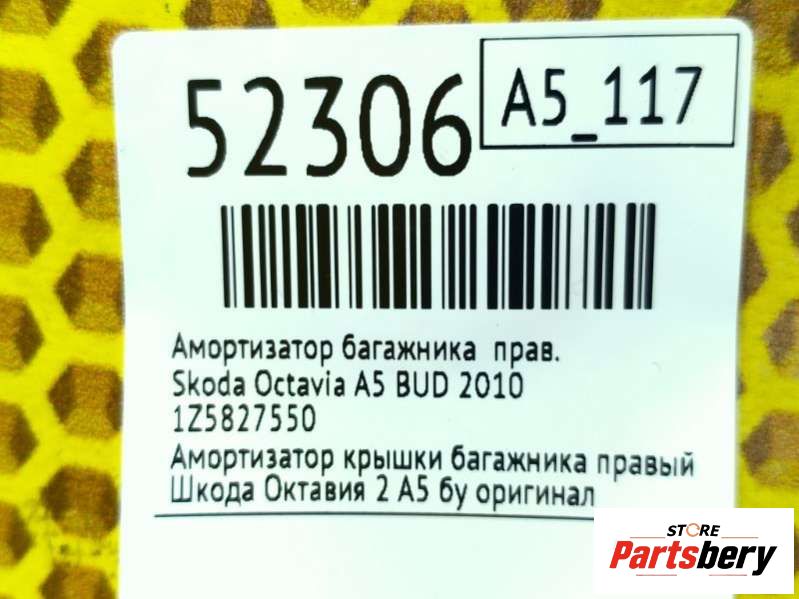 52306
A5_117
Амортизатор багажника прав.
Skoda Octavia A5 BUD 2010
1Z5827550
Амортизатор крышки багажника правый
Шкода Октавия 2 А5 бу оригинал
STORE
Partsbery